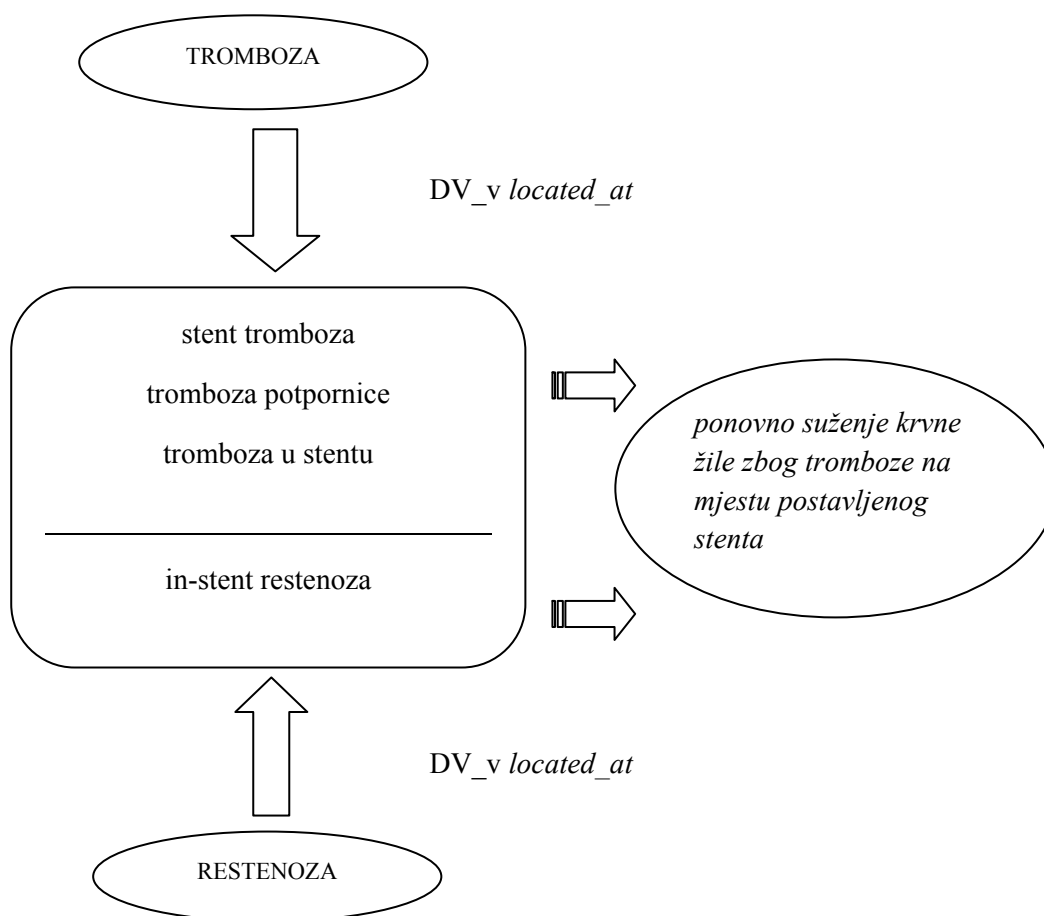 TROMBOZA
DV_v located_at
stent tromboza
tromboza potpornice
tromboza u stentu
in-stent restenoza
ponovno suženje krvne
žile zbog tromboze na
mjestu postavljenog
stenta
DV_v located_at
RESTENOZA